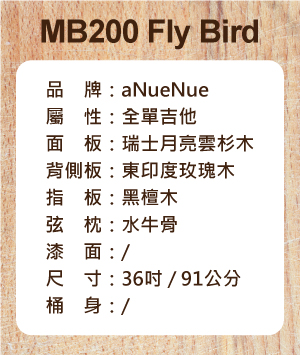 MB200 Fly Bird
品　牌：aNueNue
屬　性：全單吉他
面　板：瑞士月亮雲杉木
背側板：東印度玫瑰木
指　板：黑檀木
弦　枕：水牛骨
漆　面：/
尺　寸：36吋 / 91公分
桶　身：/